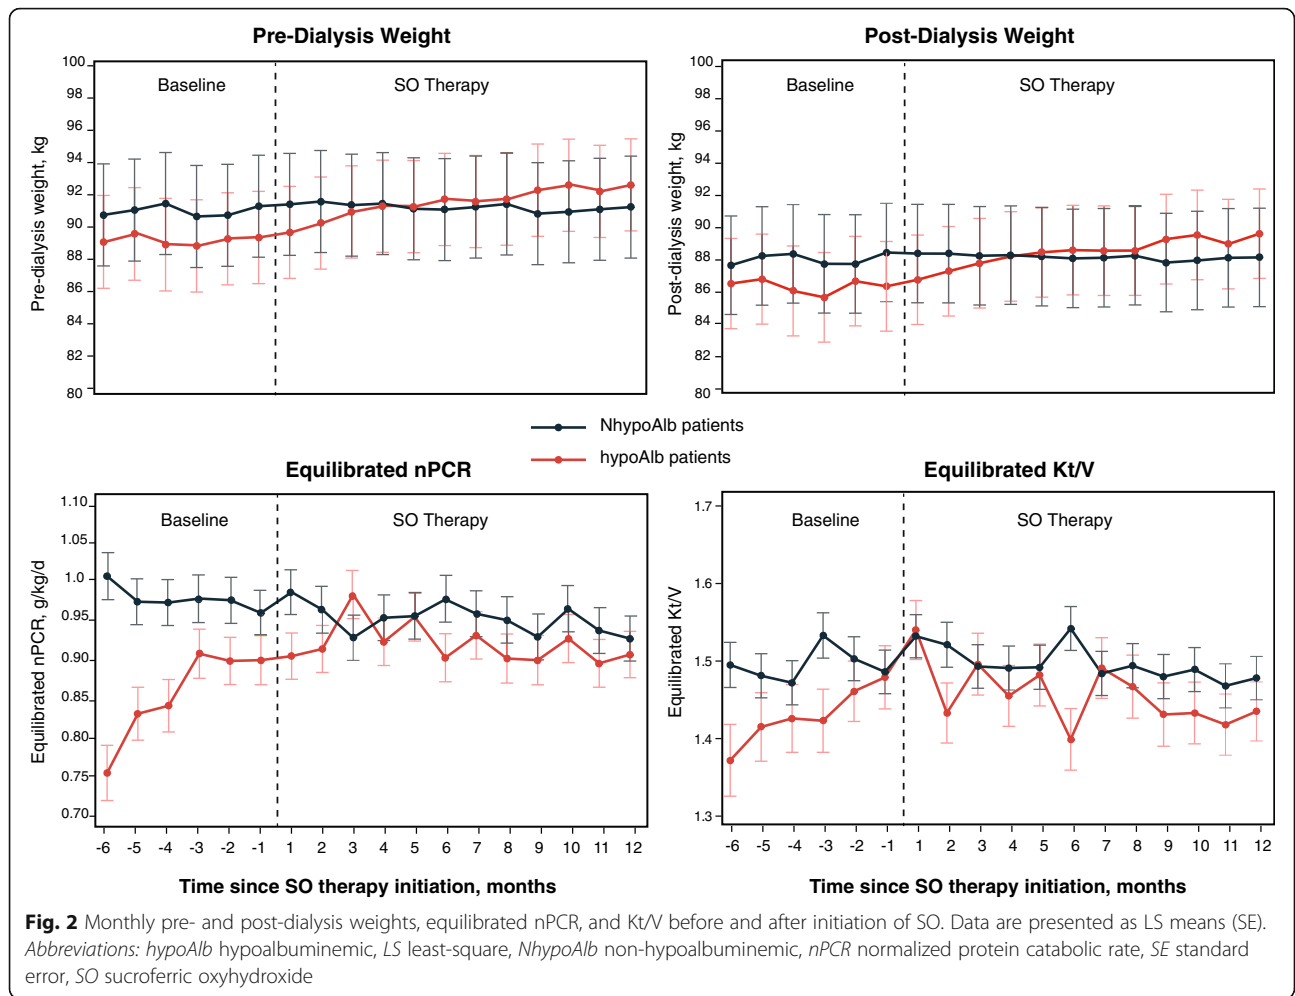 Pre-Dialysis Weight
Post-Dialysis Weight
Pre-dialysis weight, kg
100
98
96
94
92
90
88
86
84
82
80
Baseline
SO Therapy
Post-dialysis weight, kg
100
98
96
94
92
90
88
86
84
82
80
Baseline
SO Therapy
NhypoAlb patients
hypoAlb patients
Equilibrated nPCR
Equilibrated Kt/V
Equilibrated nPCR, g/kg/d
1.10
1.05
1.0
0.95
0.90
0.85
0.80
0.75
0.70
Baseline
SO Therapy
-6 -5 -4 -3 -2 -1 1 2 3 4 5 6 7 8 9 10 11 12
Time since SO therapy initiation, months
Equilibrated Kt/V
1.7
1.6
1.5
1.4
1.3
Baseline
SO Therapy
-6 -5 -4 -3 -2 -1 1 2 3 4 5 6 7 8 9 10 11 12
Time since SO therapy initiation, months
Fig. 2 Monthly pre- and post-dialysis weights, equilibrated nPCR, and Kt/V before and after initiation of SO. Data are presented as LS means (SE).
Abbreviations: hypoAlb hypoalbuminemic, LS least-square, NhypoAlb non-hypoalbuminemic, nPCR normalized protein catabolic rate, SE standard
error, SO sucroferric oxyhydroxide